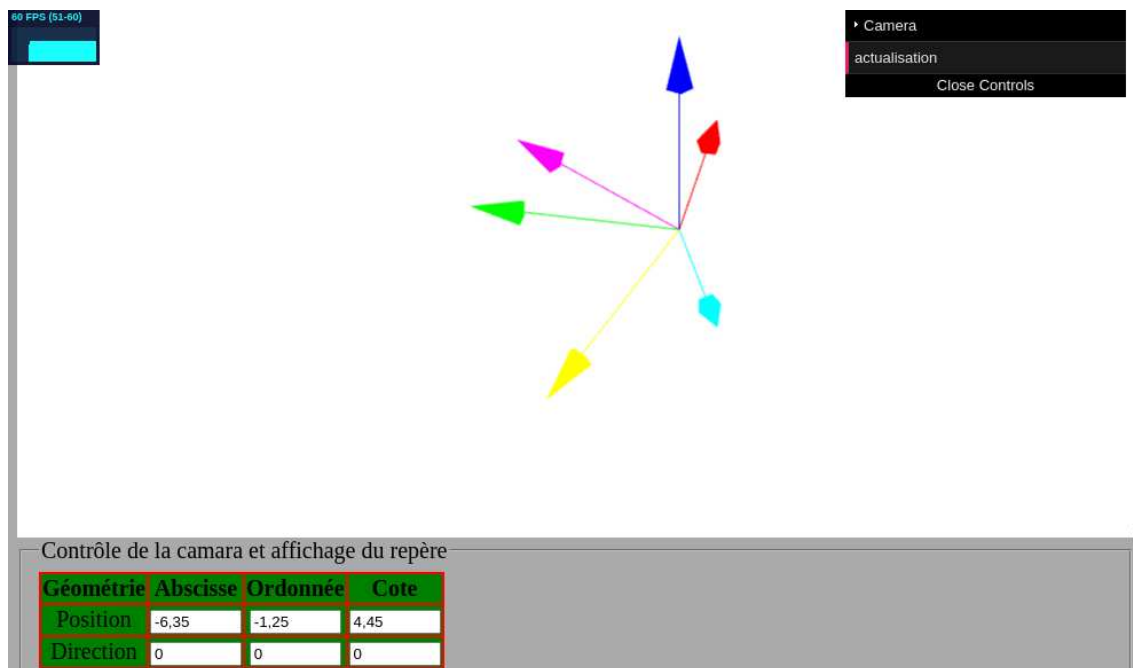 60 FPS (51-60)
Camera
actualisation
Close Controls
Contrôle de la camara et affichage du repère
Géométrie Abscisse Ordonnée Cote
Position -6,35 -1,25 4,45
Direction 0 0 0